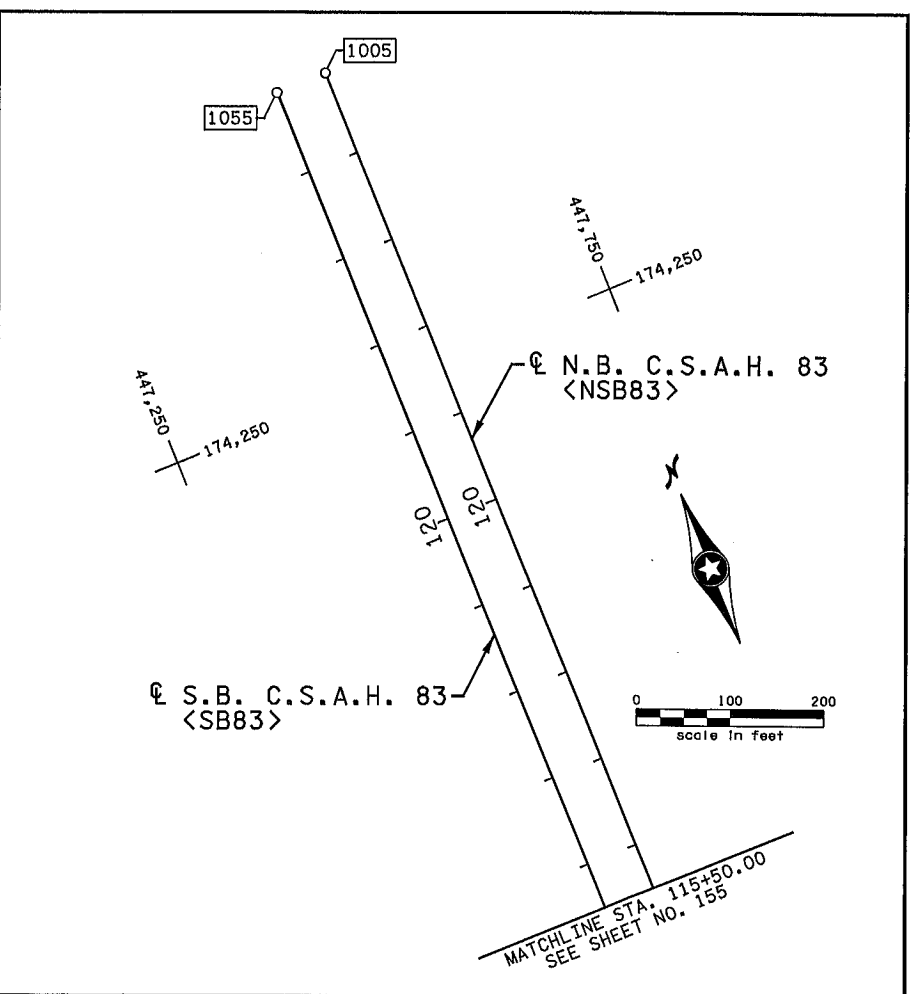 1005
1055
447,750
174,250
℄ N.B. C.S.A.H. 83
<NSB83>
447,250
174,250
N
120
120
℄ S.B. C.S.A.H. 83
<SB83>
0 100 200
scale in feet
MATCHLINE STA. 115+50.00
SEE SHEET NO. 155